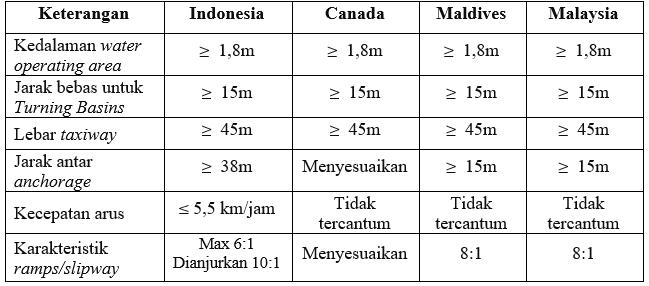 Keterangan Indonesia Canada Maldives Malaysia
Kedalaman water
operating area
≥ 1,8m ≥ 1,8m ≥ 1,8m ≥ 1,8m
Jarak bebas untuk
Turning Basins
≥ 15m ≥ 15m ≥ 15m ≥ 15m
Lebar taxiway ≥ 45m ≥ 45m ≥ 45m ≥ 45m
Jarak antar
anchorage
≥ 38m Menyesuaikan ≥ 15m ≥ 15m
Kecepatan arus ≤ 5,5 km/jam
Tidak
tercantum
Tidak
tercantum
Tidak
tercantum
Karakteristik
ramps/slipway
Max 6:1
Dianjurkan 10:1
Menyesuaikan 8:1 8:1